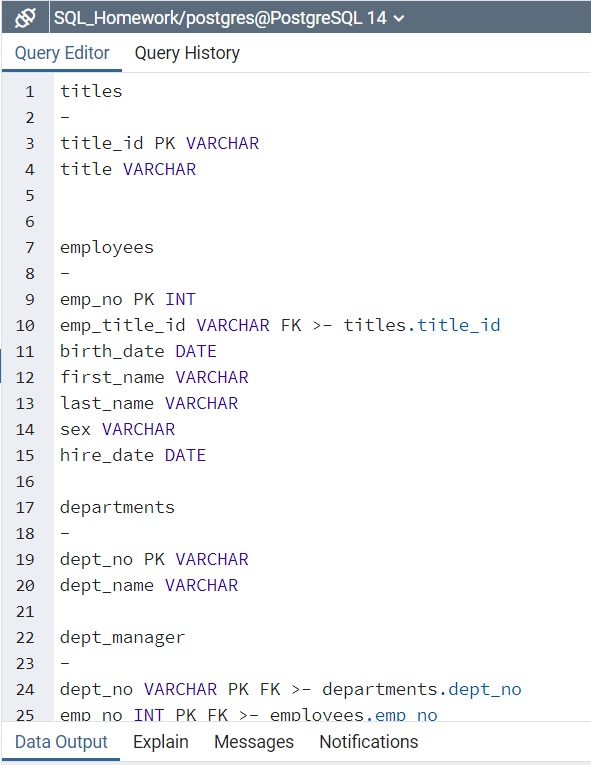 SQL_Homework/postgres@PostgreSQL 14
Query Editor Query History
1 titles
2 -
3 title_id PK VARCHAR
4 title VARCHAR
5
6
7 employees
8 -
9 emp_no PK INT
10 emp_title_id VARCHAR FK >- titles.title_id
11 birth_date DATE
12 first_name VARCHAR
13 last_name VARCHAR
14 sex VARCHAR
15 hire_date DATE
16
17 departments
18 -
19 dept_no PK VARCHAR
20 dept_name VARCHAR
21
22 dept_manager
23 -
24 dept_no VARCHAR PK FK >- departments.dept_no
25 emp_no INT PK FK >- employees.emp_no
Data Output Explain Messages Notifications